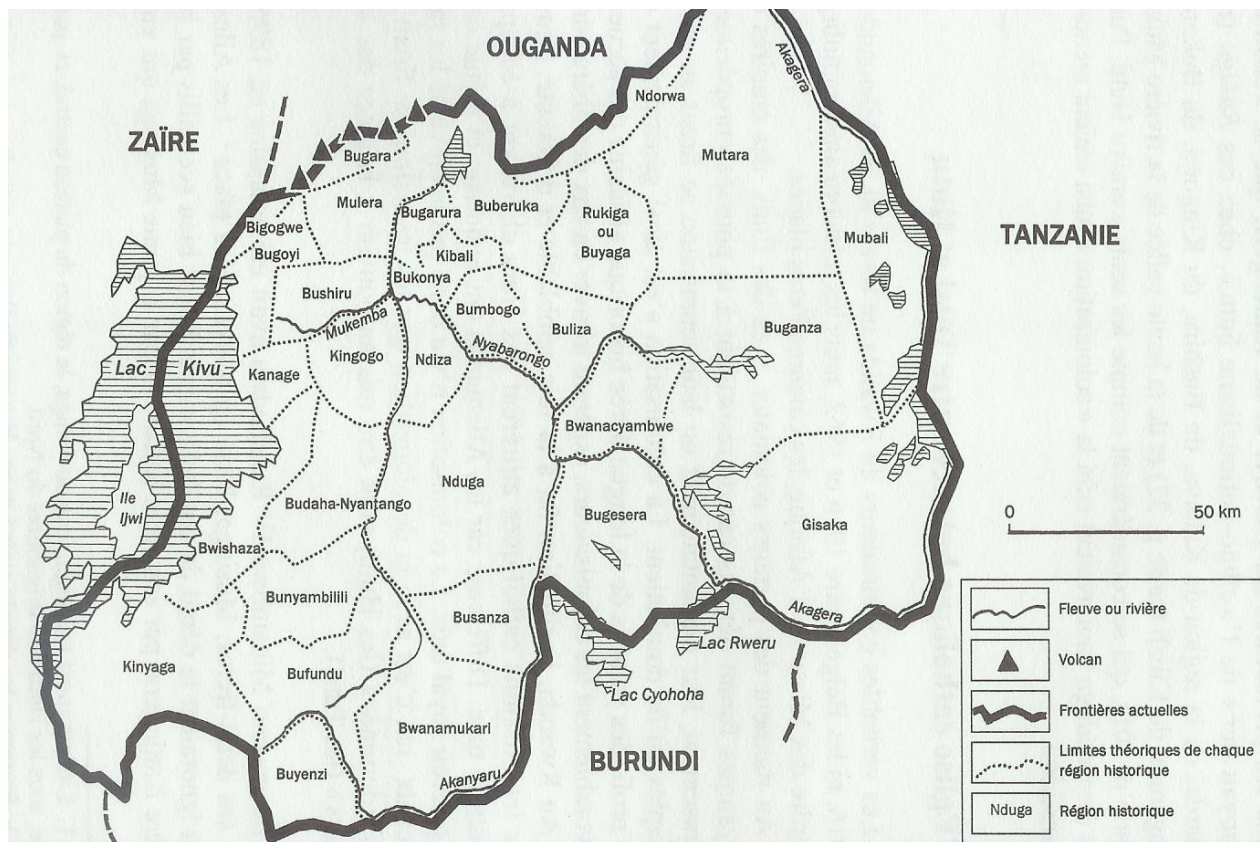 OUGANDA
Akagera
Ndorwa
ZAÏRE
Mutara
Bugara
Mulera
Bugarura
Buberuka
Rukiga
ou
Buyaga
Mubali
TANZANIE
Bigogwe
Bugoyi
Kibali
Bukonya
Bushiru
Bumbogo
Mukemba
Buliza
Buganza
Kingogo
Ndiza
Nyabarongo
Lac Kivu
Kanage
Bwanacyambwe
Nduga
Ile
Ijwi
Budaha-Nyantango
Bugesera
Gisaka
0 50 km
Bwishaza
Bunyambilili
Busanza
Akagera
Lac Rweru
Kinyaga
Bufundu
Lac Cyohoha
Bwanamukari
BURUNDI
Buyenzi
Akanyaru
Fleuve ou rivière
Volcan
Frontières actuelles
Limites théoriques de chaque
région historique
Nduga
Région historique